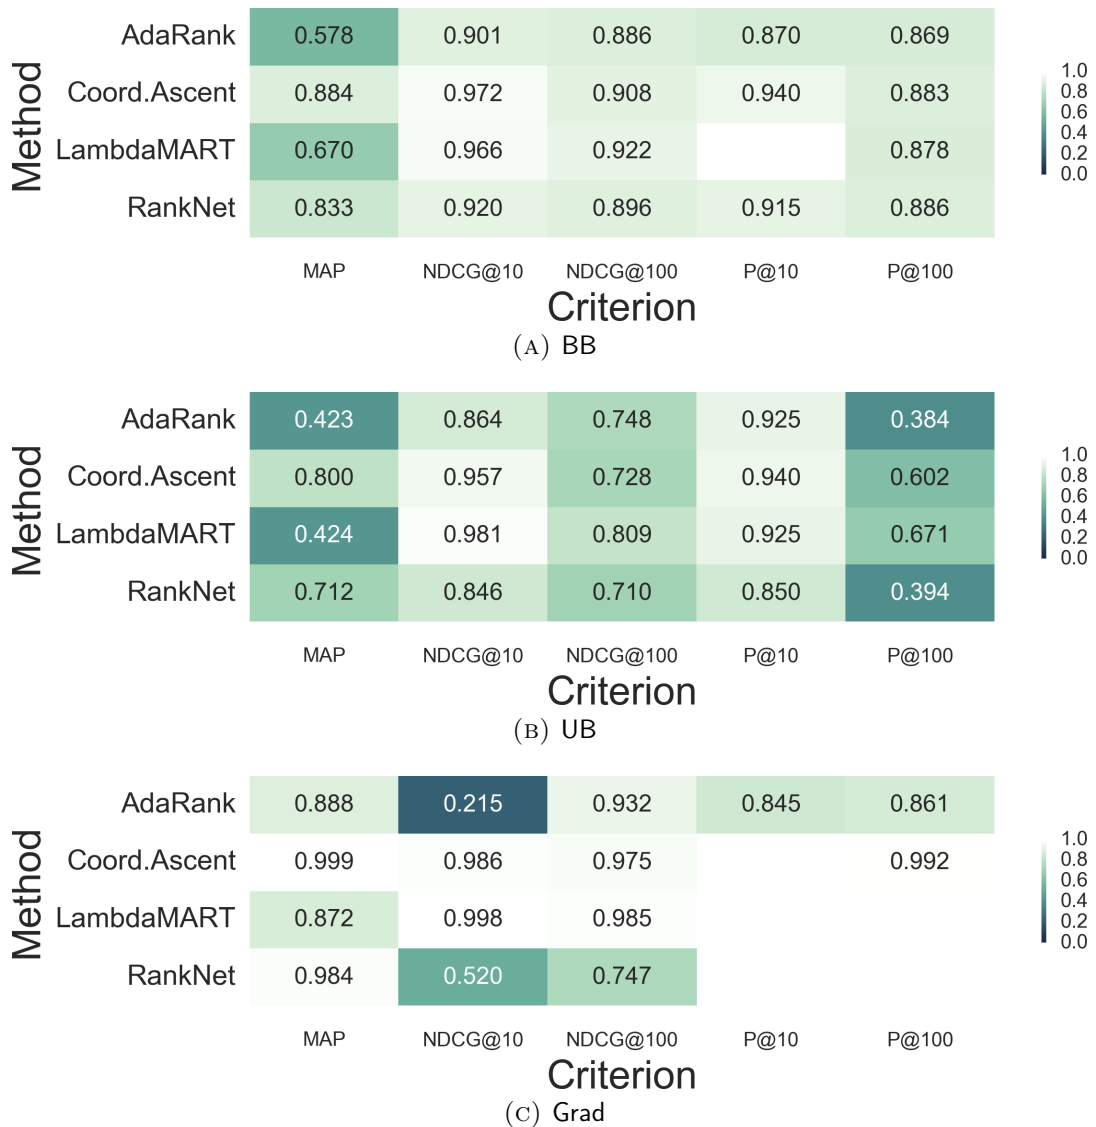 Method
AdaRank 0.578 0.901 0.886 0.870 0.869
Coord.Ascent 0.884 0.972 0.908 0.940 0.883
LambdaMART 0.670 0.966 0.922 0.878
RankNet 0.833 0.920 0.896 0.915 0.886
1.0
0.8
0.6
0.4
0.2
0.0
MAP NDCG@10 NDCG@100 P@10 P@100
Criterion
(A) BB
Method
AdaRank 0.423 0.864 0.748 0.925 0.384
Coord.Ascent 0.800 0.957 0.728 0.940 0.602
LambdaMART 0.424 0.981 0.809 0.925 0.671
RankNet 0.712 0.846 0.710 0.850 0.394
1.0
0.8
0.6
0.4
0.2
0.0
MAP NDCG@10 NDCG@100 P@10 P@100
Criterion
(B) UB
Method
AdaRank 0.888 0.215 0.932 0.845 0.861
Coord.Ascent 0.999 0.986 0.975 0.992
LambdaMART 0.872 0.998 0.985
RankNet 0.984 0.520 0.747
1.0
0.8
0.6
0.4
0.2
0.0
MAP NDCG@10 NDCG@100 P@10 P@100
Criterion
(C) Grad